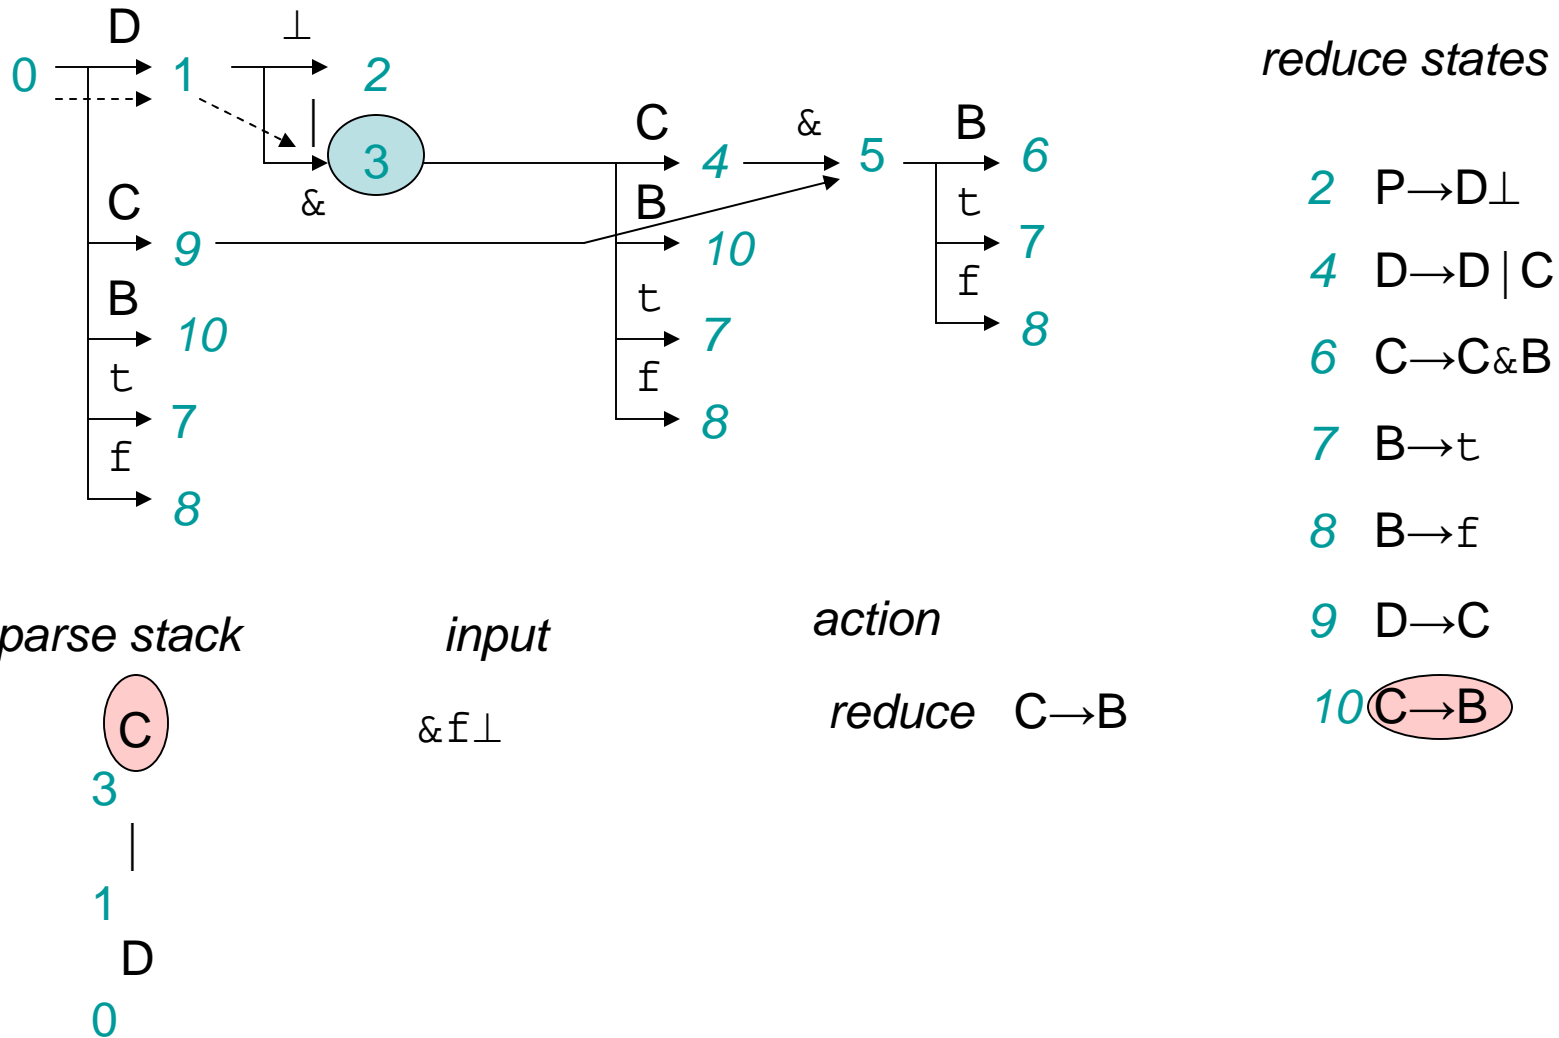 D ⊥
0 1 2
|
3
&
C & B
4 5 6
C B t
9 10 7
B t f
10 7 8
t f
7 8
f
8
reduce states
2 P→D⊥
4 D→D|C
6 C→C&B
7 B→t
8 B→f
9 D→C
10 C→B
parse stack input action
C &f⊥ reduce C→B
3
|
1
D
0